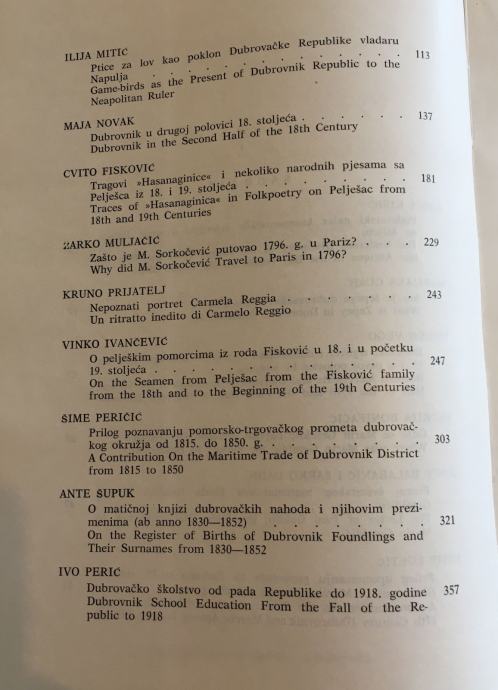 ILIJA MITIĆ
Ptice za lov kao poklon Dubrovačke Republike vladaru
Napulja . . . . . . . . . . . 113
Game-birds as the Present of Dubrovnik Republic to the
Neapolitan Ruler
MAJA NOVAK
Dubrovnik u drugoj polovici 18. stoljeća . . . . . 137
Dubrovnik in the Second Half of the 18th Century
CVITO FISKOVIĆ
Tragovi »Hasanaginice« i nekoliko narodnih pjesama sa
Pelješca iz 18. i 19. stoljeća . . . . . . . 181
Traces of »Hasanaginica« in Folkpoetry on Pelješac from
18th and 19th Centuries
ŽARKO MULJAČIĆ
Zašto je M. Sorkočević putovao 1796. g. u Pariz? . . . 229
Why did M. Sorkočević Travel to Paris in 1796?
KRUNO PRIJATELJ
Nepoznati portret Carmela Reggia . . . . . . 243
Un ritratto inedito di Carmelo Reggio
VINKO IVANČEVIĆ
O pelješkim pomorcima iz roda Fisković u 18. i u početku
19. stoljeća . . . . . . . . . . . 247
On the Seamen from Pelješac from the Fisković family
from the 18th and to the Beginning of the 19th Centuries
ŠIME PERIČIĆ
Prilog poznavanju pomorsko-trgovačkog prometa dubrovač-
kog okružja od 1815. do 1850. g. . . . . . . . 303
A Contribution On the Maritime Trade of Dubrovnik District
from 1815 to 1850
ANTE ŠUPUK
O matičnoj knjizi dubrovačkih nahoda i njihovim prezi-
menima (ab anno 1830—1852) . . . . . . . 321
On the Register of Births of Dubrovnik Foundlings and
Their Surnames from 1830—1852
IVO PERIĆ
Dubrovačko školstvo od pada Republike do 1918. godine 357
Dubrovnik School Education From the Fall of the Re-
public to 1918